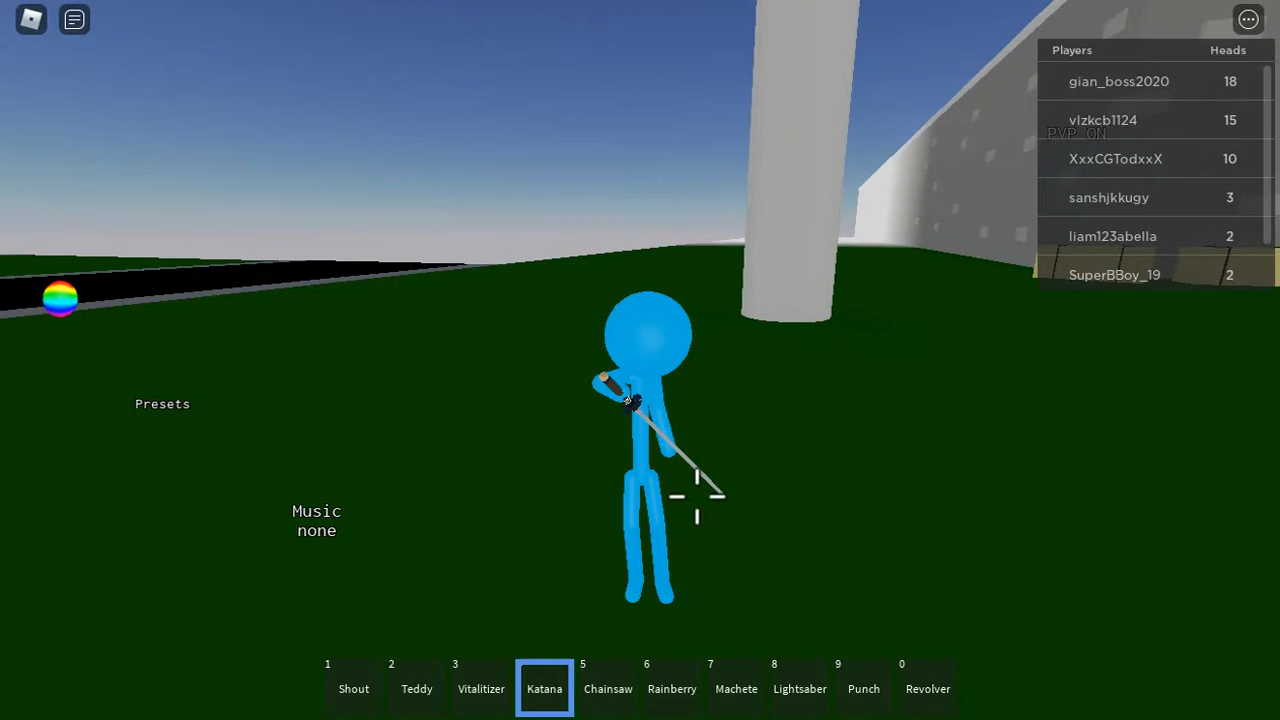 Players Heads
gian_boss2020 18
vlzkcb1124 15
PVP ON
XxxCGTodxxX 10
sanshjkkugy 3
liam123abella 2
SuperBBoy_19 2
Presets
Music
none
1 2 3 5 6 7 8 9 0
Shout Teddy Vitalitizer Katana Chainsaw Rainberry Machete Lightsaber Punch Revolver